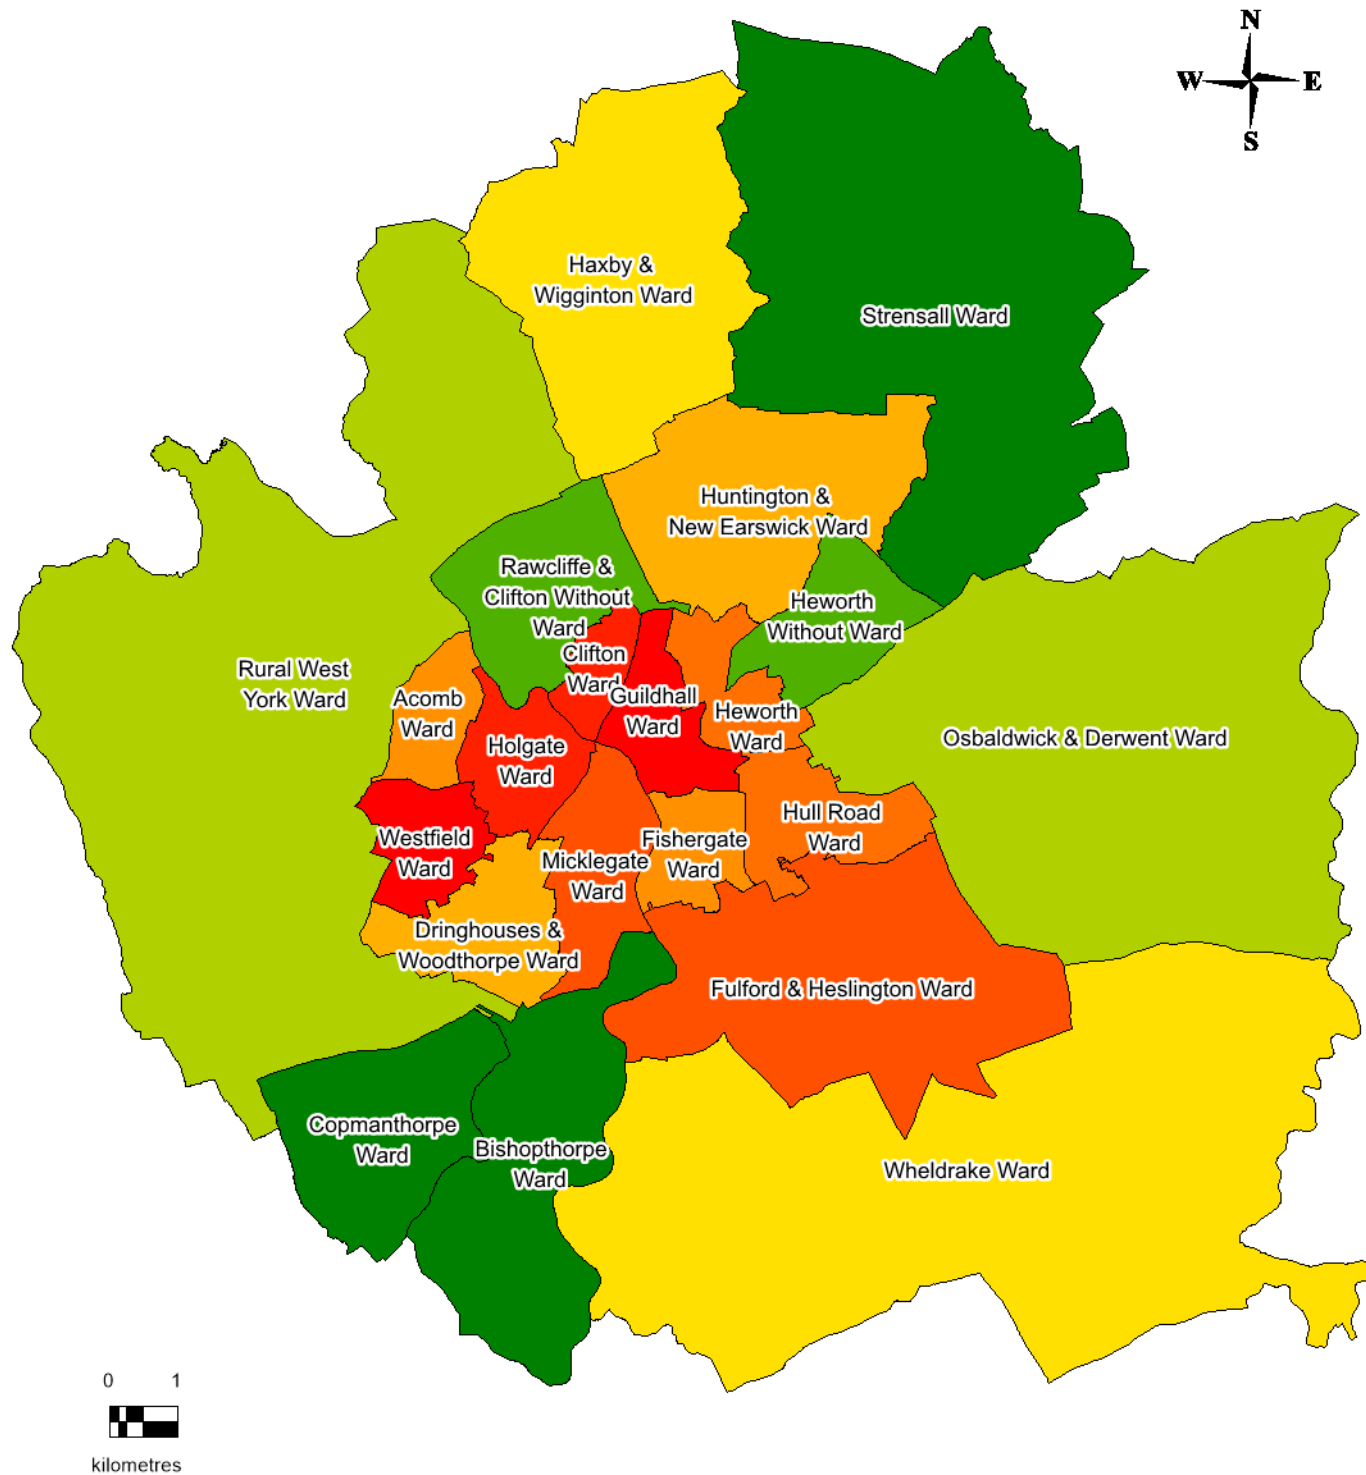 N
W E
S
Haxby &
Wigginton Ward
Strensall Ward
Huntington &
New Earswick Ward
Rawcliffe &
Clifton Without
Ward
Heworth
Without Ward
Clifton
Ward
Rural West
York Ward
Acomb
Ward
Guildhall
Ward
Heworth
Ward
Holgate
Ward
Osbaldwick & Derwent Ward
Hull Road
Ward
Westfield
Ward
Fishergate
Ward
Micklegate
Ward
Dringhouses &
Woodthorpe Ward
Fulford & Heslington Ward
Copmanthorpe
Ward
Bishopthorpe
Ward
Wheldrake Ward
0 1
kilometres